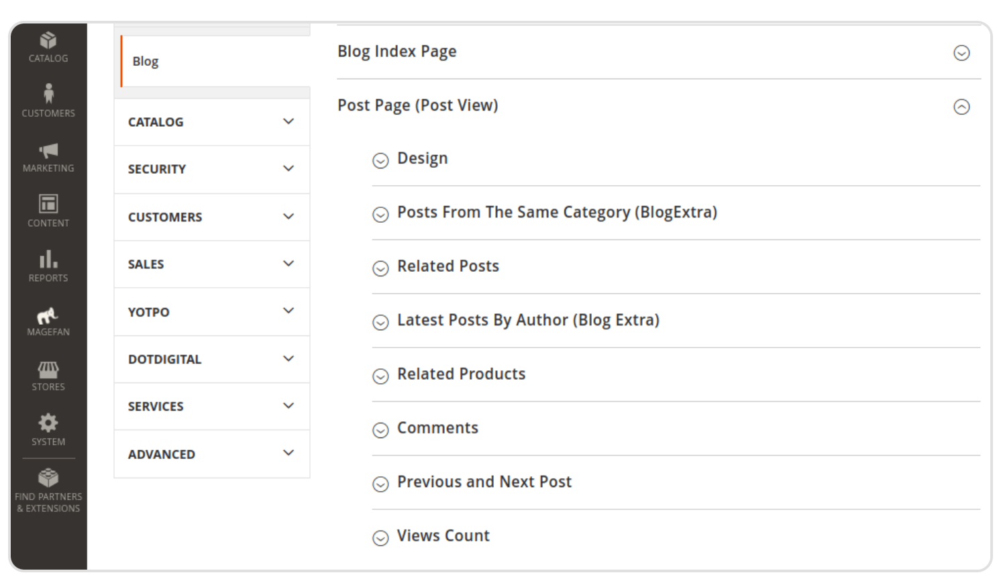 CATALOG
CUSTOMERS
MARKETING
CONTENT
REPORTS
MAGEFAN
STORES
SYSTEM
FIND PARTNERS
& EXTENSIONS
Blog
CATALOG
SECURITY
CUSTOMERS
SALES
YOTPO
DOTDIGITAL
SERVICES
ADVANCED
Blog Index Page
Post Page (Post View)
Design
Posts From The Same Category (BlogExtra)
Related Posts
Latest Posts By Author (Blog Extra)
Related Products
Comments
Previous and Next Post
Views Count